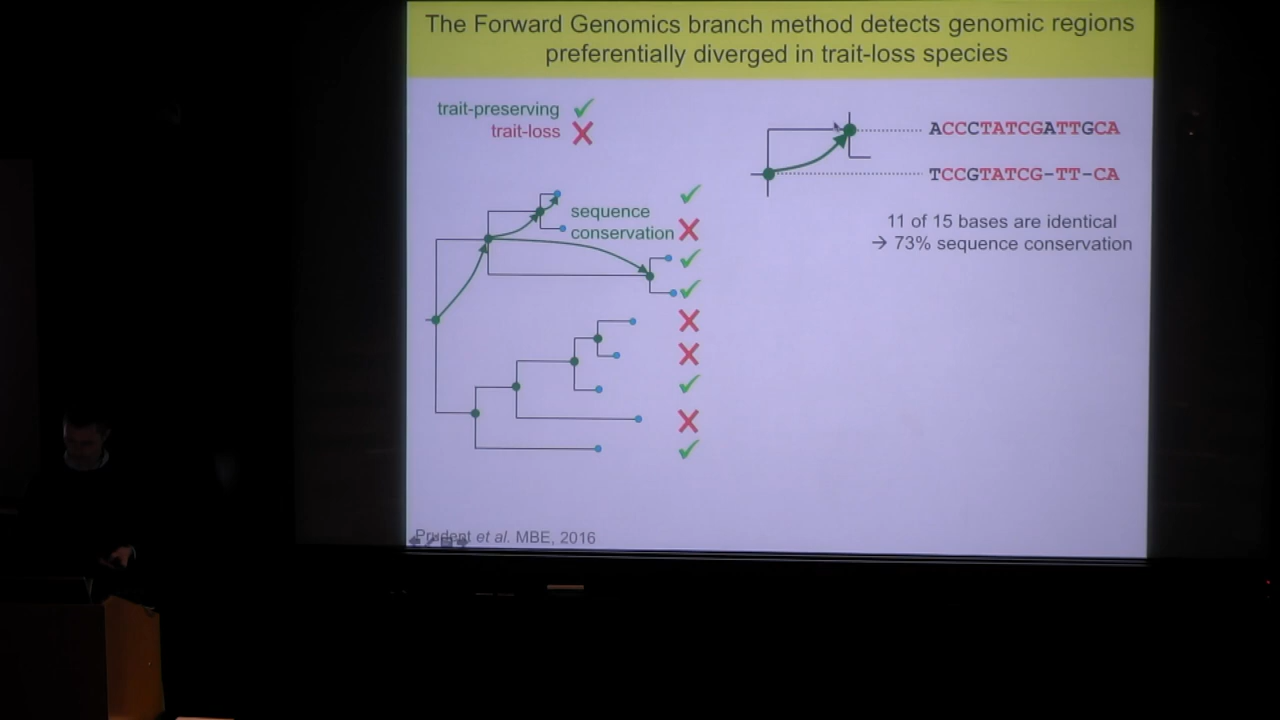 The Forward Genomics branch method detects genomic regions
preferentially diverged in trait-loss species
trait-preserving
trait-loss
sequence
conservation
ACCCTATCGATTGCA
TCCGTATCG-TT-CA
11 of 15 bases are identical
→ 73% sequence conservation
Prudent et al. MBE, 2016